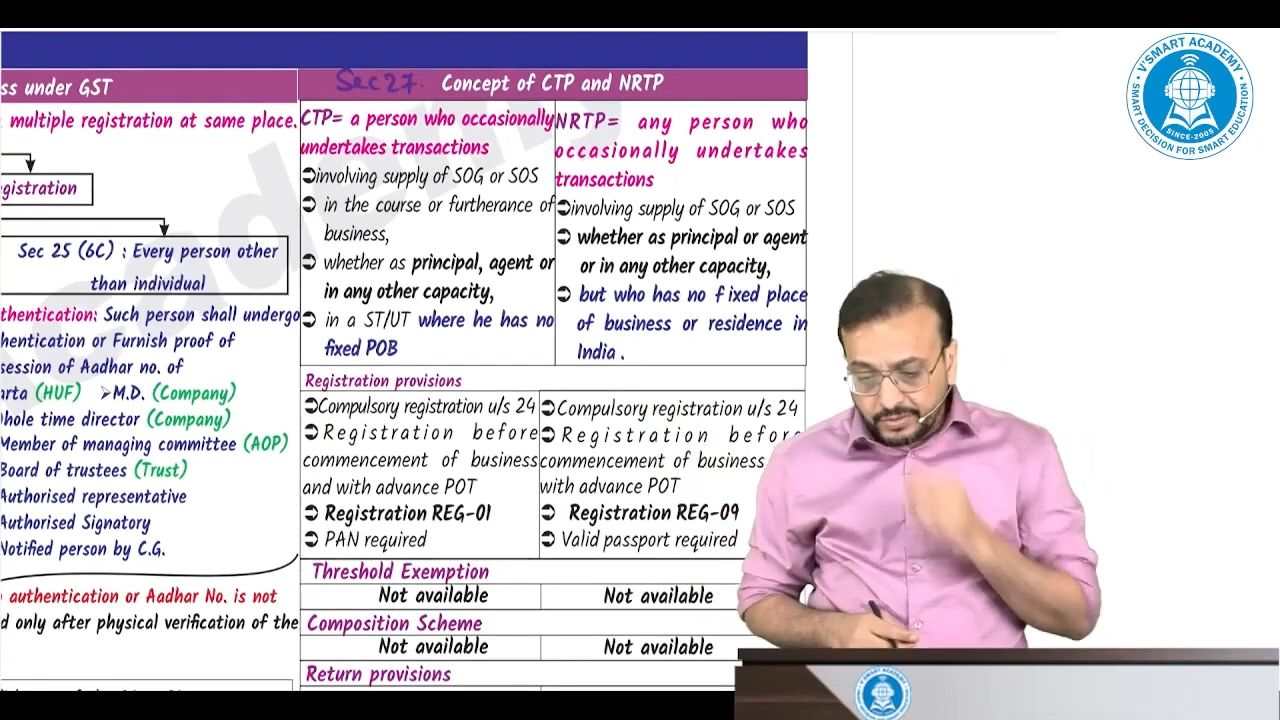 ss under GST
multiple registration at same place.
egistration
Sec 25 (6C) : Every person other
than individual
thentication: Such person shall undergo
hentication or Furnish proof of
session of Aadhar no. of
arta (HUF) ➢M.D. (Company)
hole time director (Company)
Member of managing committee (AOP)
Board of trustees (Trust)
Authorised representative
Authorised Signatory
Notified person by C.G.
authentication or Aadhar No. is not
d only after physical verification of the
Sec 27. Concept of CTP and NRTP
CTP= a person who occasionally
undertakes transactions
➲involving supply of SOG or SOS
➲ in the course or furtherance of
business,
➲ whether as principal, agent or
in any other capacity,
➲ in a ST/UT where he has no
fixed POB
NRTP= any person who
occasionally undertakes
transactions
➲involving supply of SOG or SOS
➲ whether as principal or agent
or in any other capacity,
➲ but who has no fixed place
of business or residence in
India .
Registration provisions
➲Compulsory registration u/s 24
➲Registration before
commencement of business
and with advance POT
➲ Registration REG-01
➲ PAN required
➲Compulsory registration u/s 24
➲Registration before
commencement of business
with advance POT
➲ Registration REG-09
➲ Valid passport required
Threshold Exemption
Not available Not available
Composition Scheme
Not available Not available
Return provisions
V'SMART ACADEMY
SINCE-2005
SMART DECISION FOR SMART EDUCATION